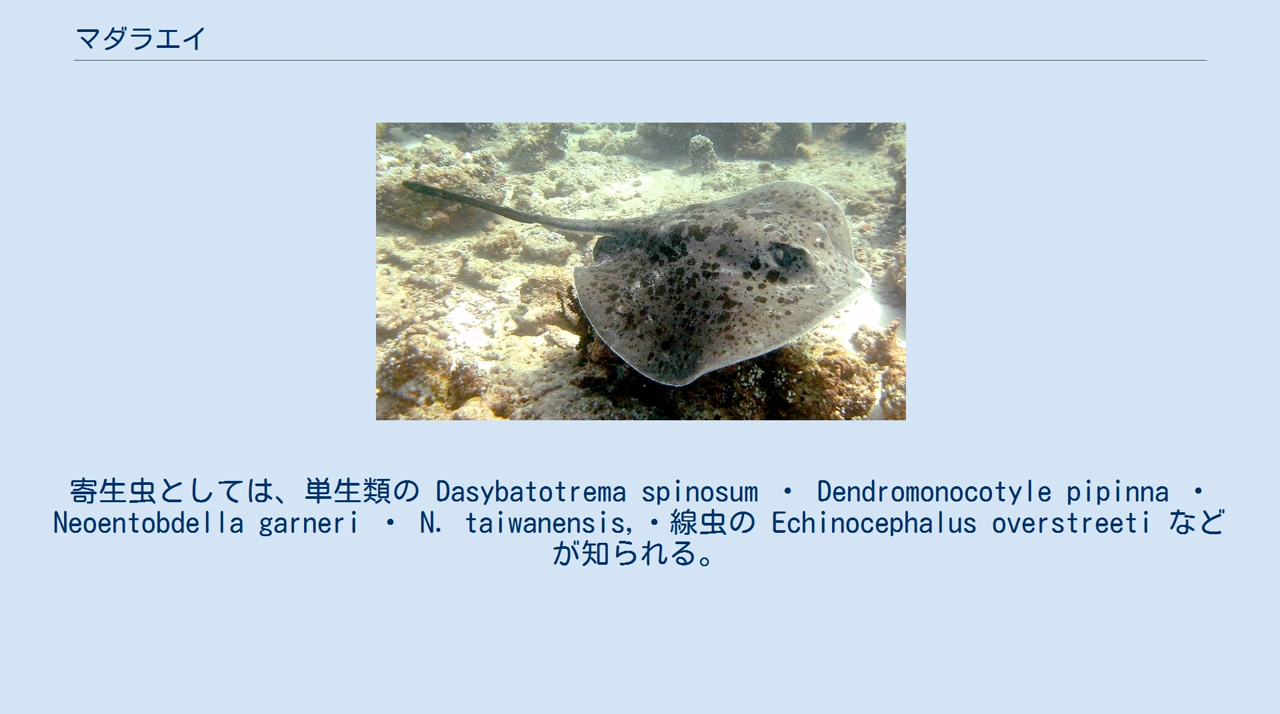 マダラエイ
寄生虫としては、単生類の Dasybatotrema spinosum ・ Dendromonocotyle pipinna ・
Neoentobdella garneri ・ N. taiwanensis,・線虫の Echinocephalus overstreeti など
が知られる。